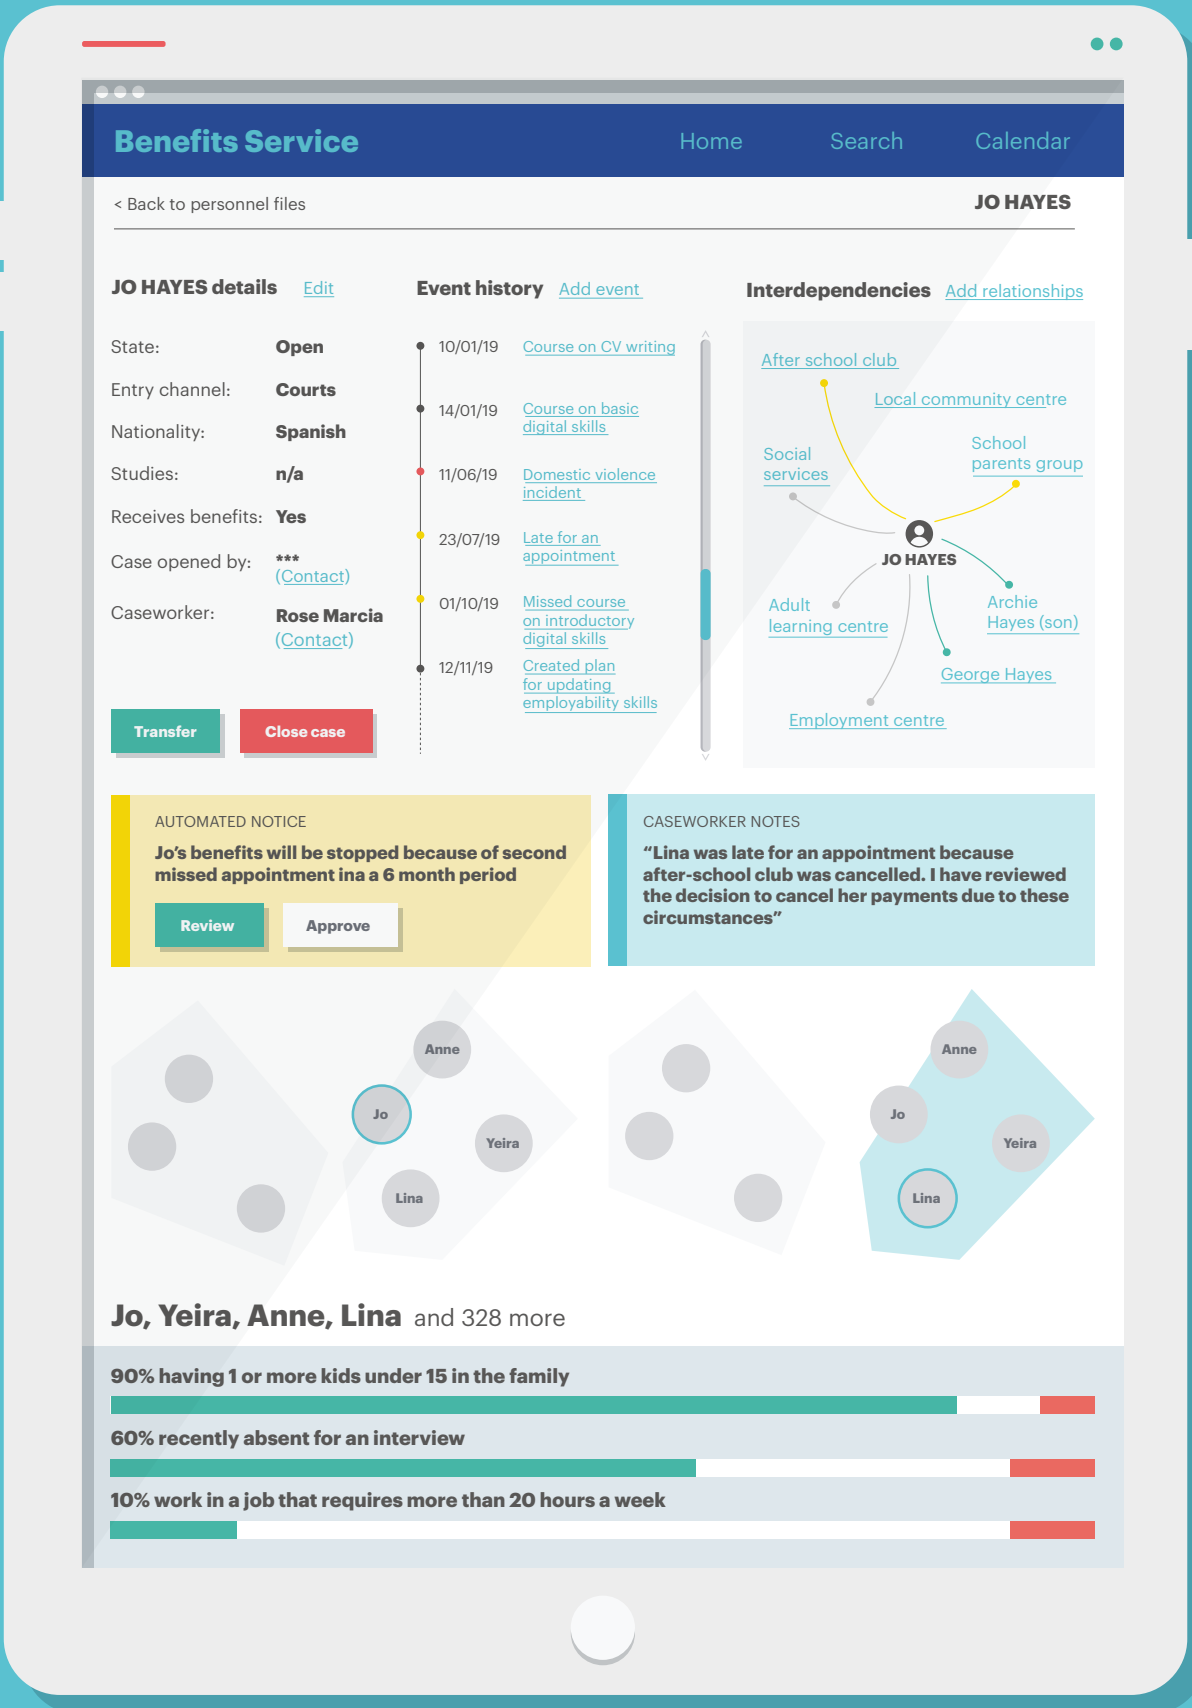 Benefits Service
Home
Search
Calendar
< Back to personnel files
JO HAYES
JO HAYES details
Edit
State:
Open
Entry channel:
Courts
Nationality:
Spanish
Studies:
n/a
Receives benefits:
Yes
Case opened by:
***
(Contact)
Caseworker:
Rose Marcia
(Contact)
Transfer
Close case
Event history
Add event
10/01/19
Course on CV writing
14/01/19
Course on basic
digital skills
11/06/19
Domestic violence
incident
23/07/19
Late for an
appointment
01/10/19
Missed course
on introductory
digital skills
12/11/19
Created plan
for updating
employability skills
Interdependencies
Add relationships
After school club
Local community centre
School
parents group
Social
services
JO HAYES
Adult
learning centre
Archie
Hayes (son)
George Hayes
Employment centre
AUTOMATED NOTICE
Jo’s benefits will be stopped because of second
missed appointment ina a 6 month period
Review
Approve
CASEWORKER NOTES
“Lina was late for an appointment because
after-school club was cancelled. I have reviewed
the decision to cancel her payments due to these
circumstances”
Anne
Jo
Yeira
Lina
Anne
Jo
Yeira
Lina
Jo, Yeira, Anne, Lina and 328 more
90% having 1 or more kids under 15 in the family
60% recently absent for an interview
10% work in a job that requires more than 20 hours a week